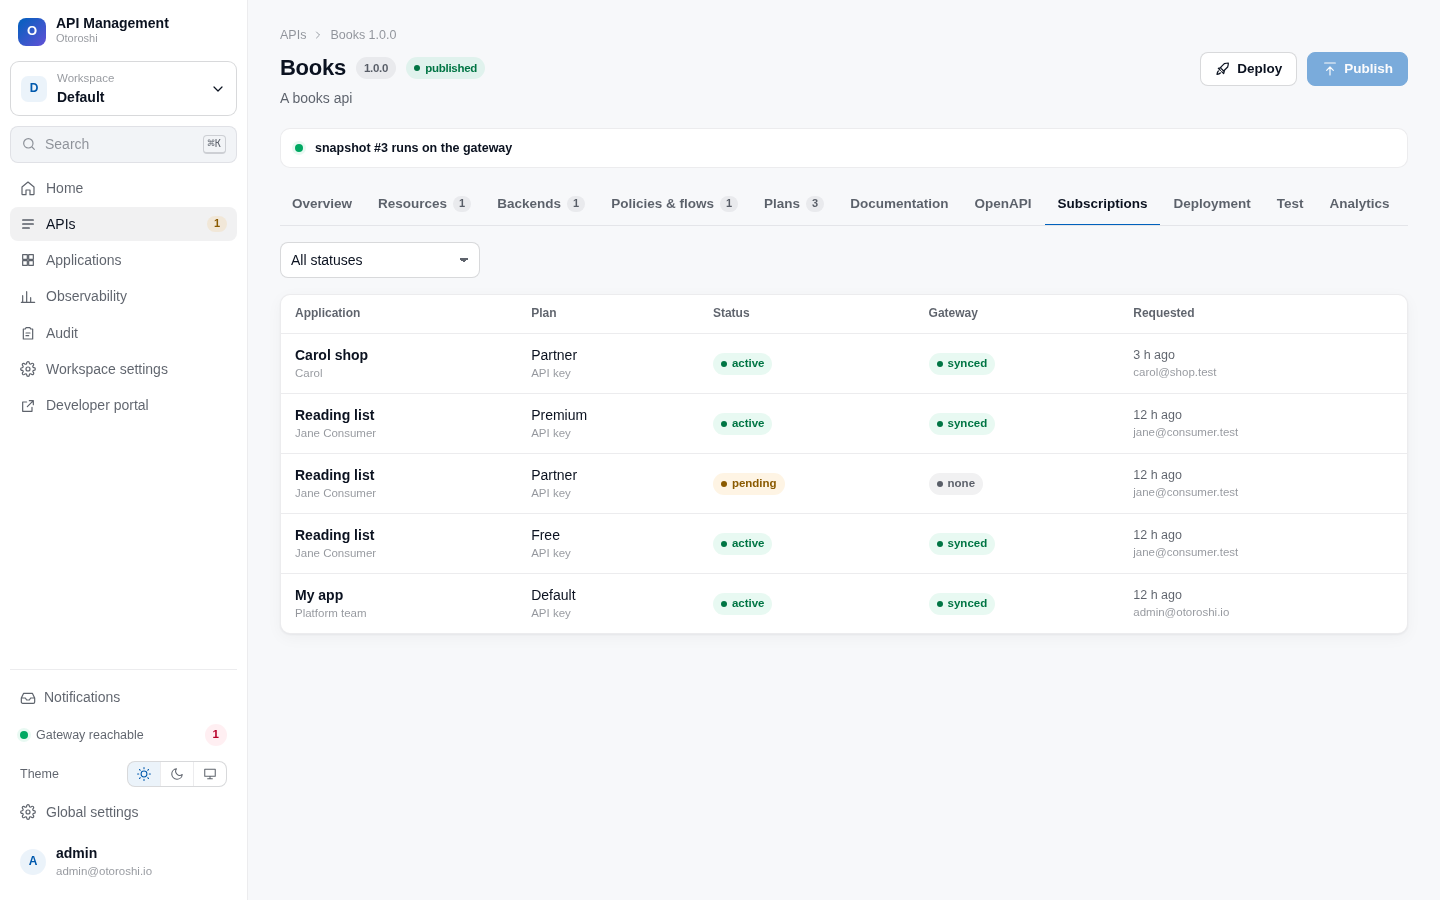 O
API Management
Otoroshi
D
Workspace
Default
Search
⌘K
Home
APIs
1
Applications
Observability
Audit
Workspace settings
Developer portal
Notifications
Gateway reachable
1
Theme
Global settings
A
admin
admin@otoroshi.io
APIs
Books 1.0.0
Books
1.0.0
published
Deploy
Publish
A books api
snapshot #3 runs on the gateway
Overview
Resources 1
Backends 1
Policies & flows 1
Plans 3
Documentation
OpenAPI
Subscriptions
Deployment
Test
Analytics
All statuses
Application Plan Status Gateway Requested
Carol shop Partner active synced 3 h ago
Carol API key carol@shop.test
Reading list Premium active synced 12 h ago
Jane Consumer API key jane@consumer.test
Reading list Partner pending none 12 h ago
Jane Consumer API key jane@consumer.test
Reading list Free active synced 12 h ago
Jane Consumer API key jane@consumer.test
My app Default active synced 12 h ago
Platform team API key admin@otoroshi.io